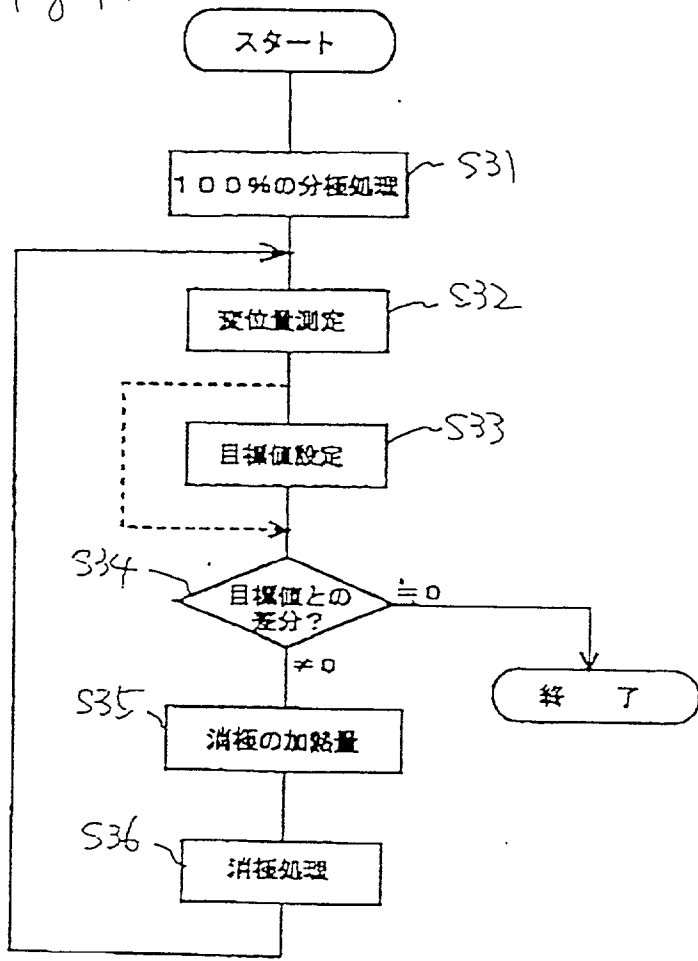 スタート
100%の分極処理
S31
変位量測定
S32
目標値設定
S33
S34
目標値との
差分?
≒0
≠0
終 了
S35
消極の加熱量
S36
消極処理